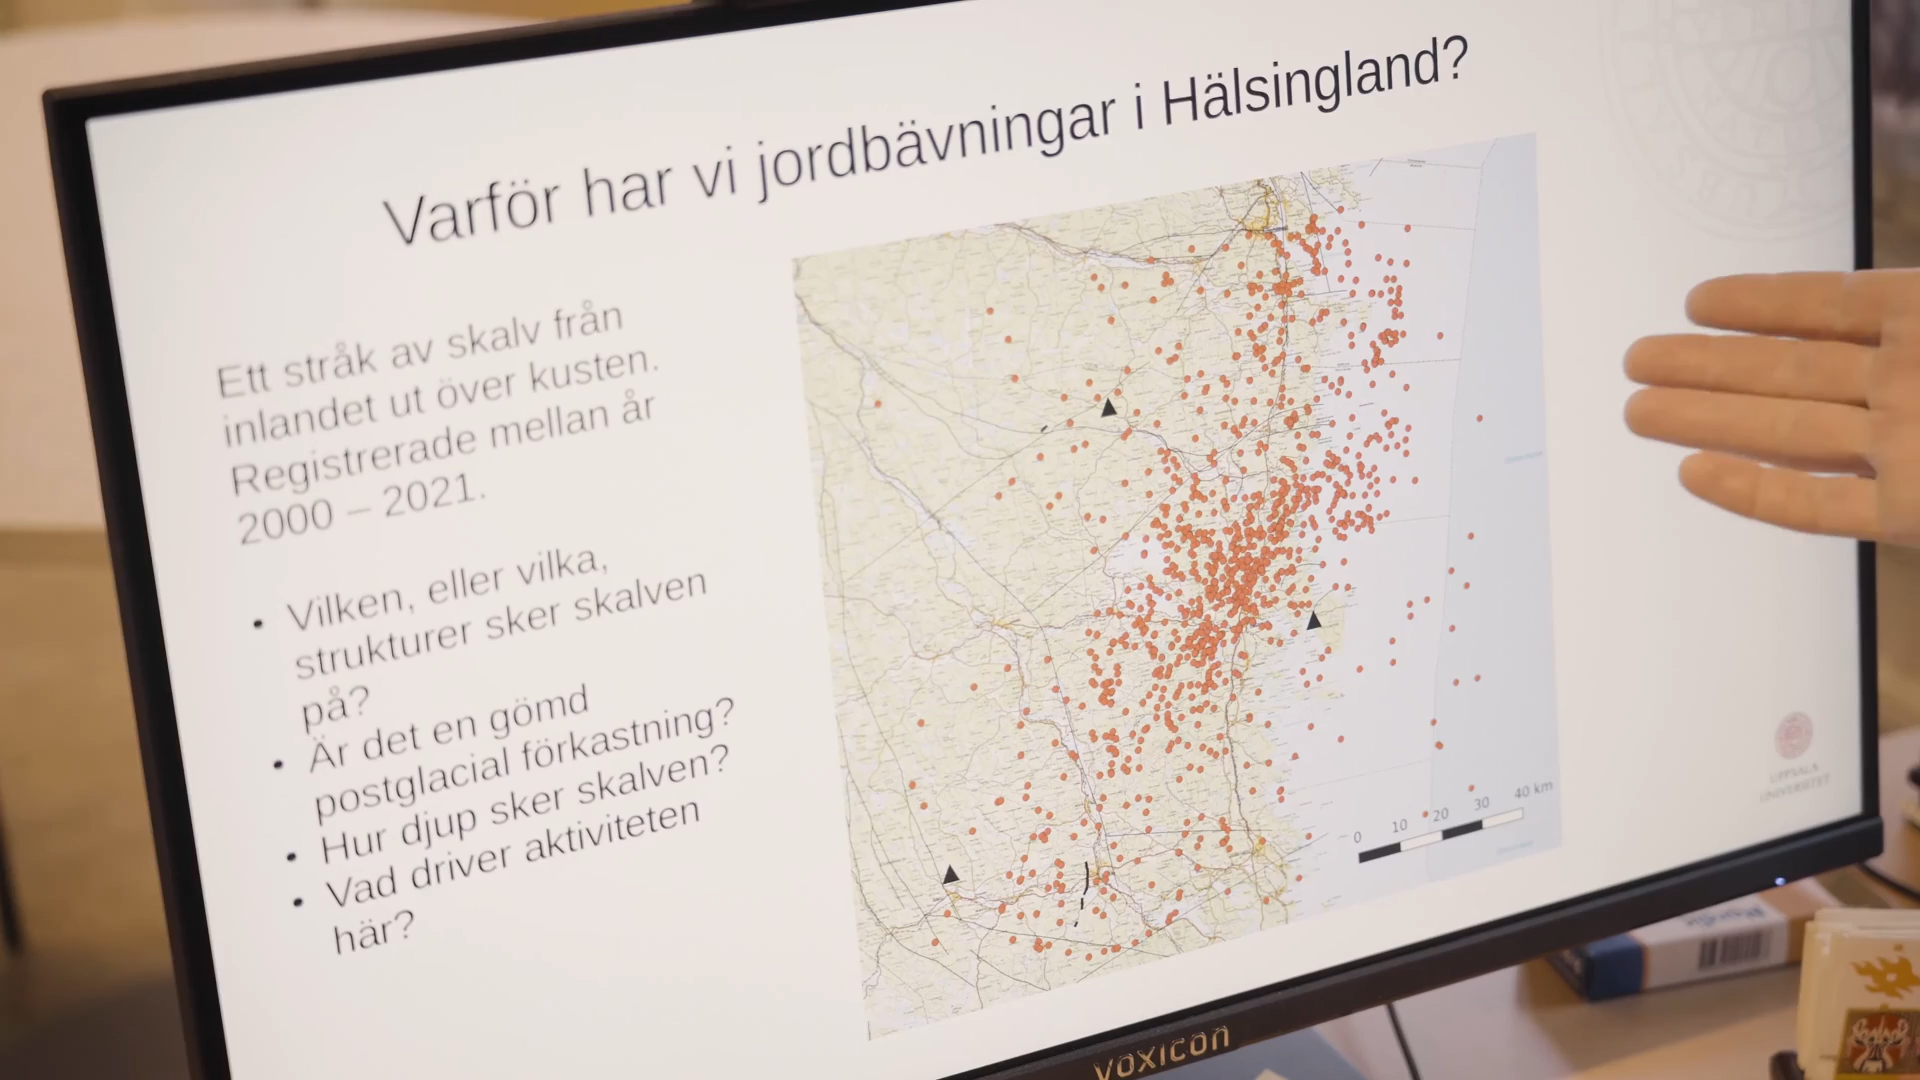 Varför har vi jordbävningar i Hälsingland?
Ett stråk av skalv från
inlandet ut över kusten.
Registrerade mellan år
2000 – 2021.
• Vilken, eller vilka,
strukturer sker skalven
på?
• Är det en gömd
postglacial förkastning?
• Hur djup sker skalven?
• Vad driver aktiviteten
här?
0 10 20 30 40 km
UPPSALA
UNIVERSITET
voxicon